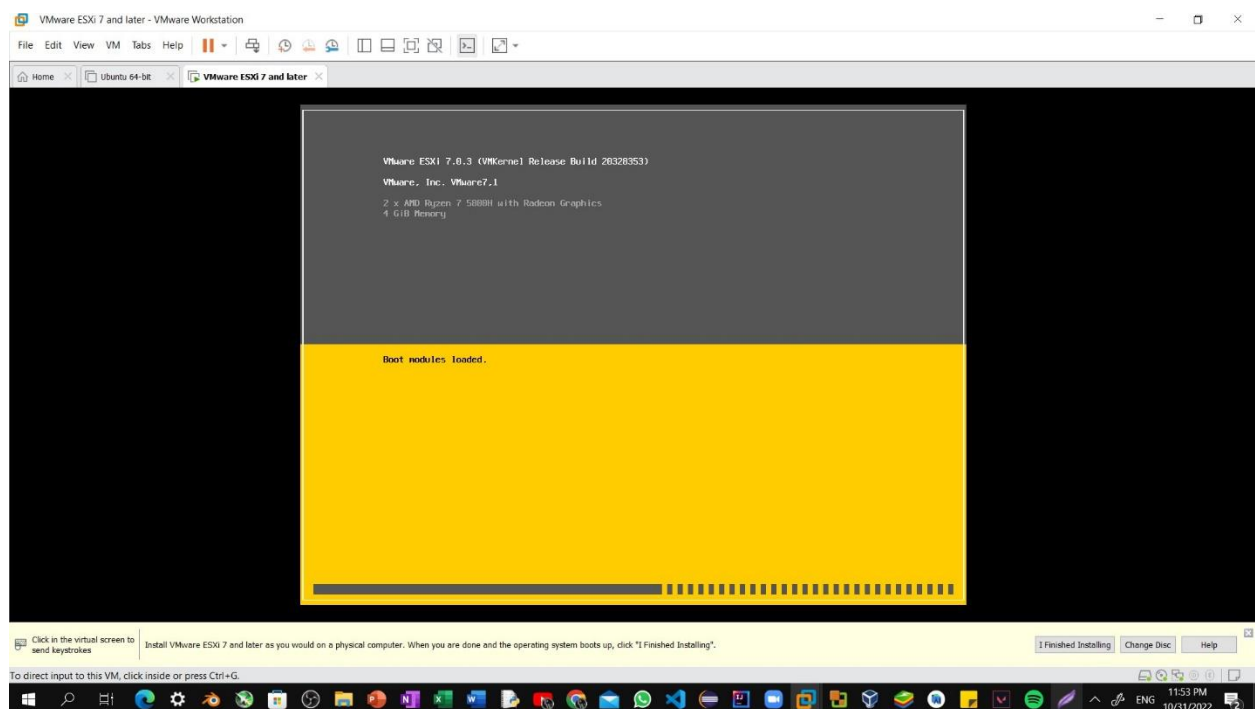 VMware ESXi 7 and later - VMware Workstation
File Edit View VM Tabs Help
Home Ubuntu 64-bit VMware ESXi 7 and later
VMware ESXi 7.0.3 (VMKernel Release Build 20328353)
VMware, Inc. VMware7,1
2 x AMD Ryzen 7 5800H with Radeon Graphics
4 GiB Memory
Boot modules loaded.
Click in the virtual screen to
send keystrokes
Install VMware ESXi 7 and later as you would on a physical computer. When you are done and the operating system boots up, click "I Finished Installing".
I Finished Installing Change Disc Help
To direct input to this VM, click inside or press Ctrl+G.
ENG
11:53 PM
10/31/2022
2